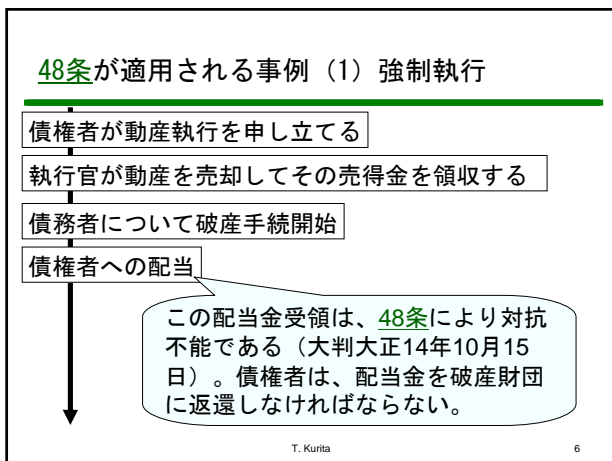 48条が適用される事例（1）強制執行
債権者が動産執行を申し立てる
執行官が動産を売却してその売得金を領収する
債務者について破産手続開始
債権者への配当
この配当金受領は、48条により対抗
不能である（大判大正14年10月15
日）。債権者は、配当金を破産財団
に返還しなければならない。
T. Kurita
6